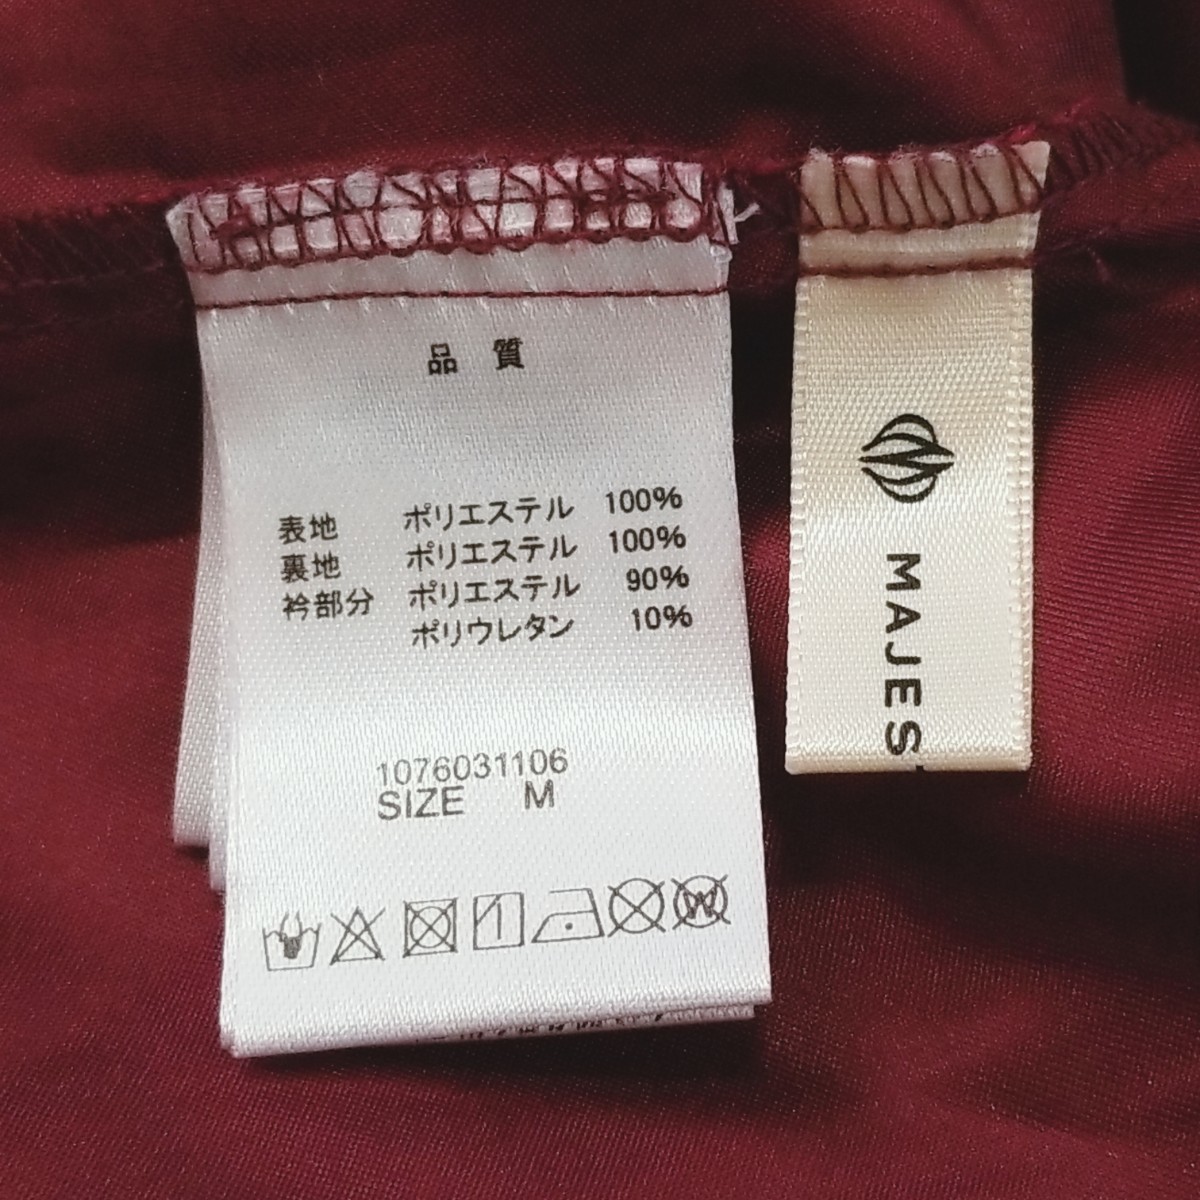 品 質
表地 ポリエステル 100%
裏地 ポリエステル 100%
衿部分 ポリエステル 90%
ポリウレタン 10%
1076031106
SIZE M
MAJES